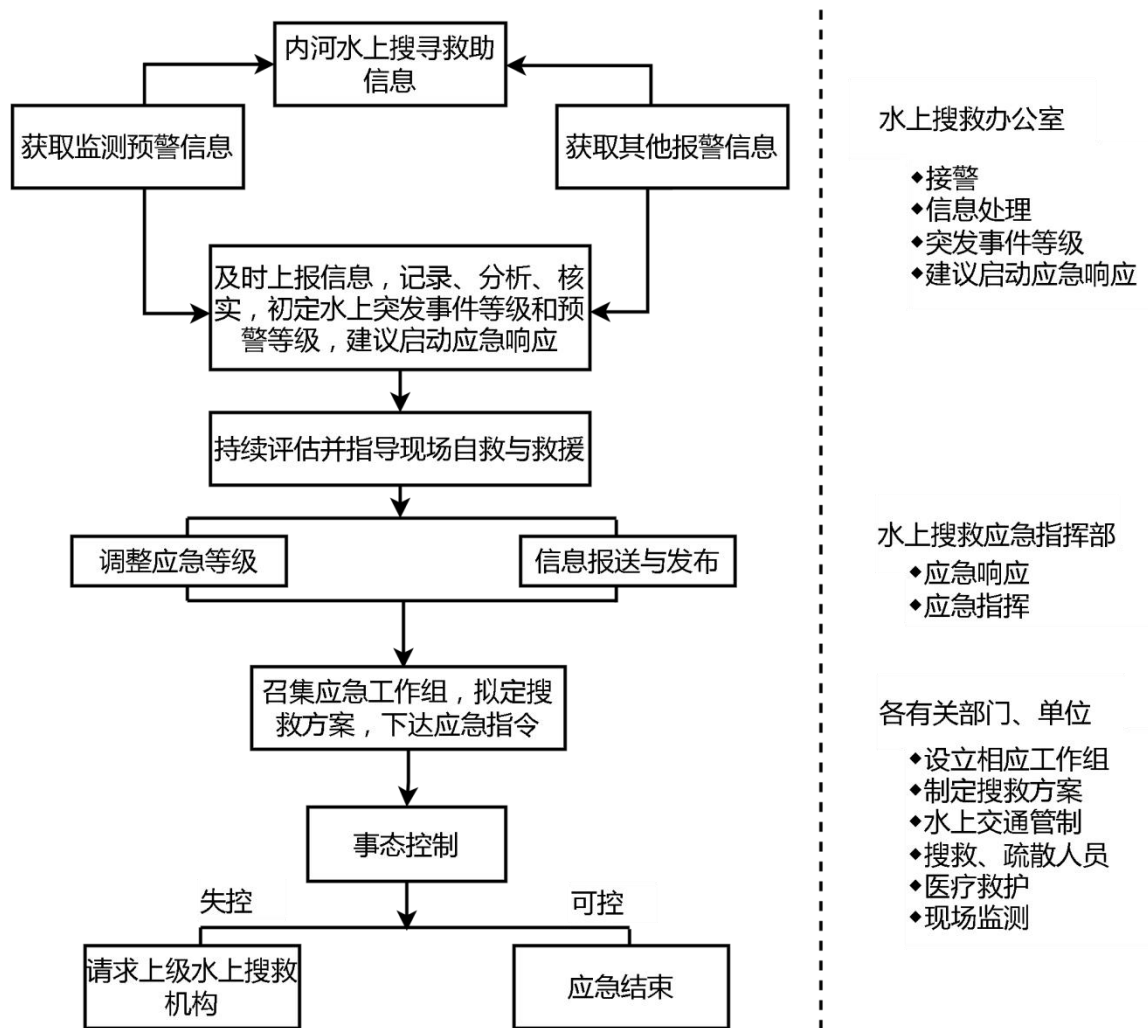 内河水上搜寻救助
信息
获取监测预警信息
获取其他报警信息
及时上报信息，记录、分析、核
实，初定水上突发事件等级和预
警等级，建议启动应急响应
持续评估并指导现场自救与救援
调整应急等级
信息报送与发布
召集应急工作组，拟定搜
救方案，下达应急指令
事态控制
失控
可控
请求上级水上搜救
机构
应急结束
水上搜救办公室
◆接警
◆信息处理
◆突发事件等级
◆建议启动应急响应
水上搜救应急指挥部
◆应急响应
◆应急指挥
各有关部门、单位
◆设立相应工作组
◆制定搜救方案
◆水上交通管制
◆搜救、疏散人员
◆医疗救护
◆现场监测